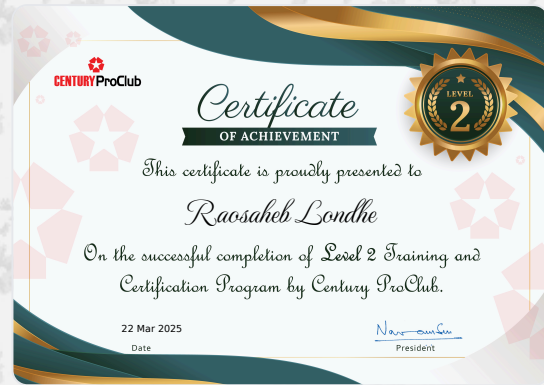 CENTURY ProClub
LEVEL
2
Certificate
OF ACHIEVEMENT
This certificate is proudly presented to
Raosaheb Londhe
On the successful completion of Level 2 Training and
Certification Program by Century ProClub.
22 Mar 2025
Date
President